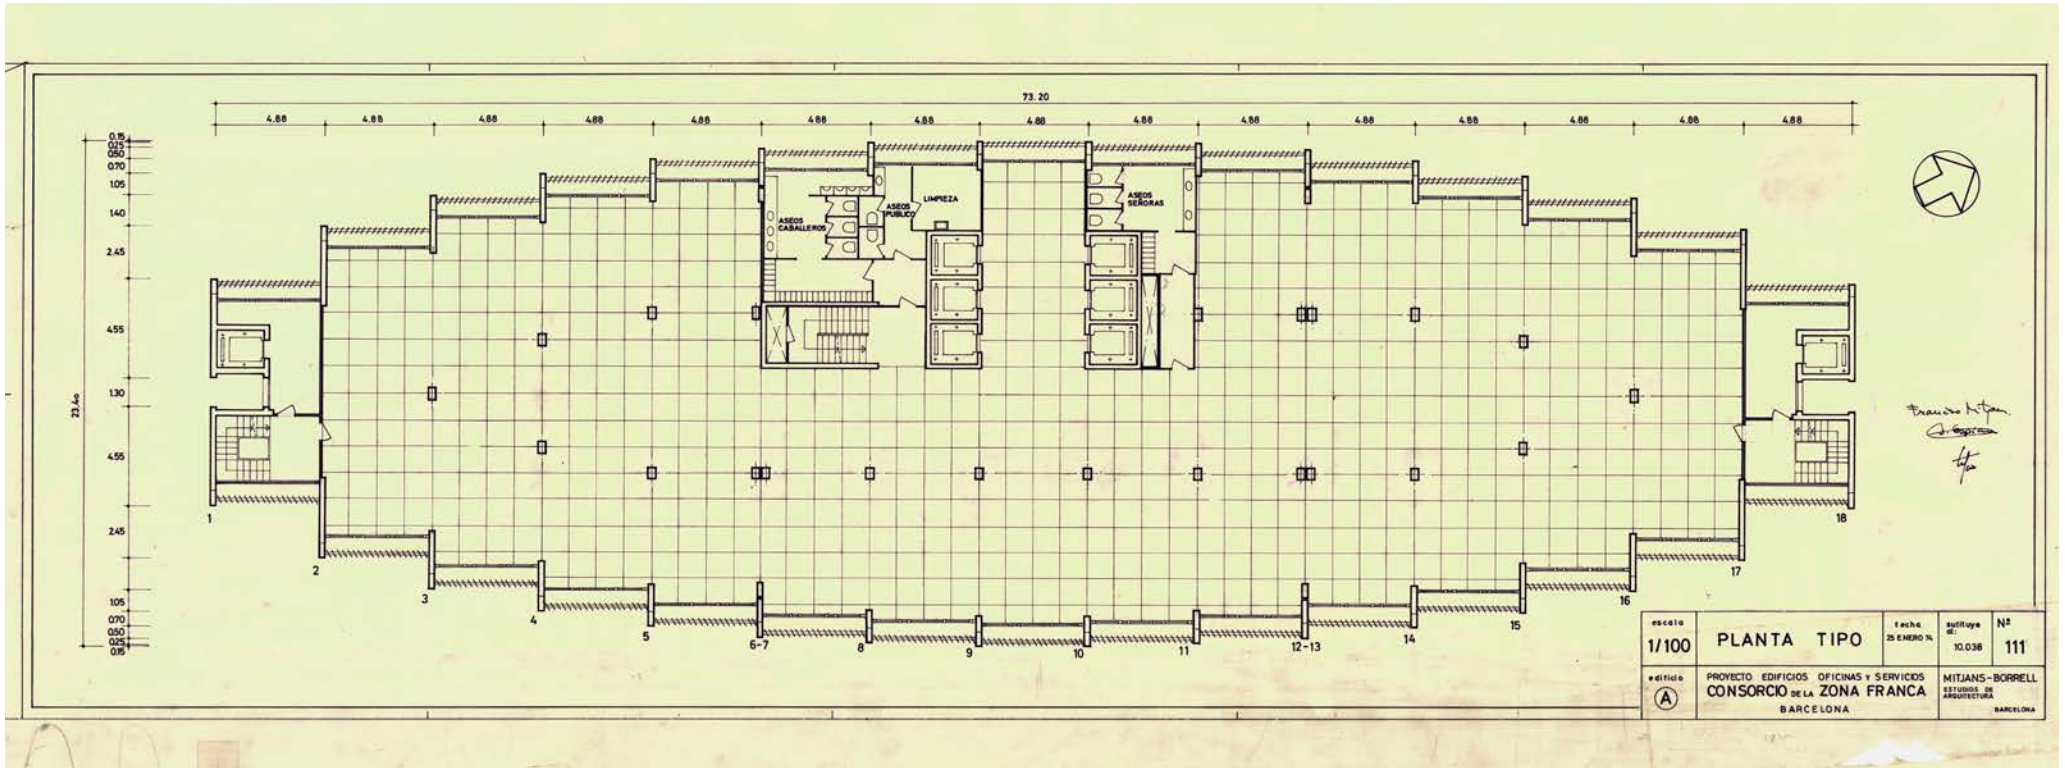 73.20
4.88 4.88 4.88 4.88 4.88 4.88 4.88 4.88 4.88 4.88 4.88 4.88 4.88 4.88 4.88
0.15
0.25
0.50
0.70
1.05
1.40
2.45
4.55
1.30
4.55
2.45
1.05
0.70
0.50
0.25
0.15
23.40
ASEOS
CABALLEROS
ASEOS
PUBLICO
LIMPIEZA
ASEOS
SEÑORAS
1
2
3
4
5
6-7
8
9
10
11
12-13
14
15
16
17
18
escala
1/100
PLANTA TIPO
fecha
25 ENERO 74
sustituye
al:
10.038
Nº
111
edificio
A
PROYECTO EDIFICIOS OFICINAS Y SERVICIOS
CONSORCIO DE LA ZONA FRANCA
BARCELONA
MITJANS-BORRELL
ESTUDIOS DE
ARQUITECTURA
BARCELONA